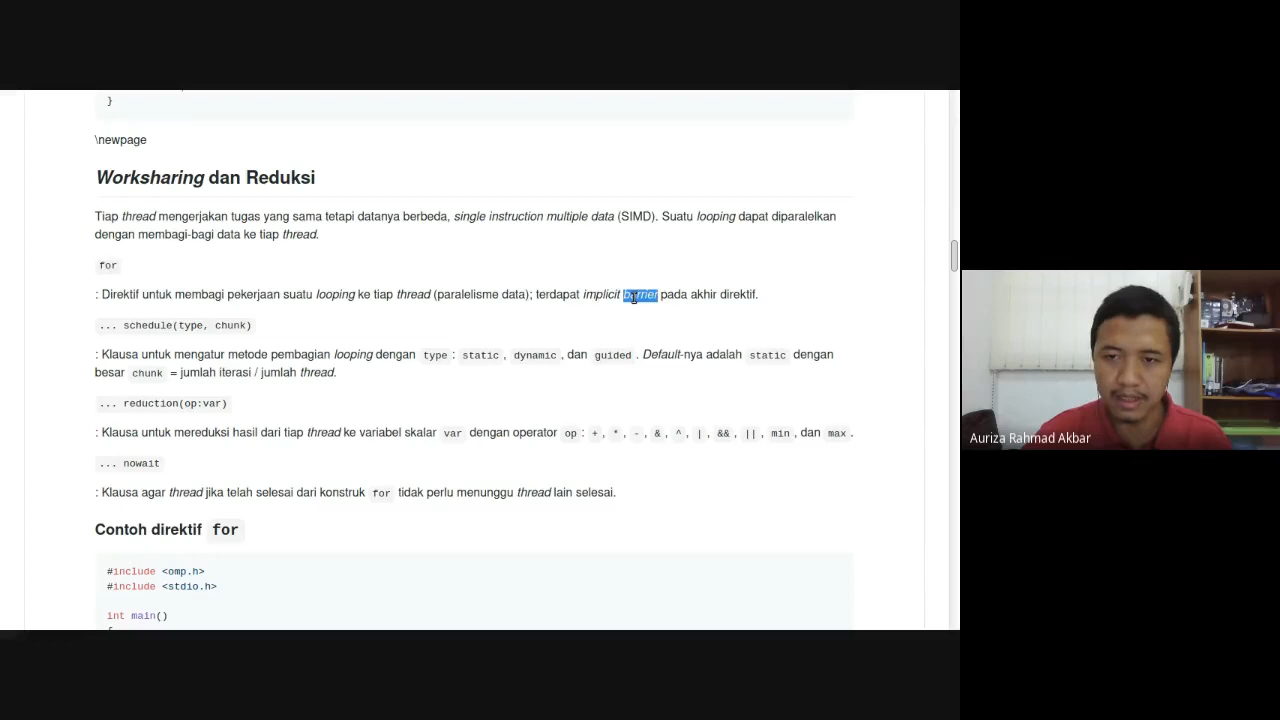 }
\newpage
Worksharing dan Reduksi
Tiap thread mengerjakan tugas yang sama tetapi datanya berbeda, single instruction multiple data (SIMD). Suatu looping dapat diparalelkan
dengan membagi-bagi data ke tiap thread.
for
: Direktif untuk membagi pekerjaan suatu looping ke tiap thread (paralelisme data); terdapat implicit barrier pada akhir direktif.
... schedule(type, chunk)
: Klausa untuk mengatur metode pembagian looping dengan type : static , dynamic , dan guided . Default-nya adalah static dengan
besar chunk = jumlah iterasi / jumlah thread.
... reduction(op:var)
: Klausa untuk mereduksi hasil dari tiap thread ke variabel skalar var dengan operator op : + , * , - , & , ^ , | , && , || , min , dan max .
... nowait
: Klausa agar thread jika telah selesai dari konstruk for tidak perlu menunggu thread lain selesai.
Contoh direktif for
#include <omp.h>
#include <stdio.h>
int main()
Auriza Rahmad Akbar